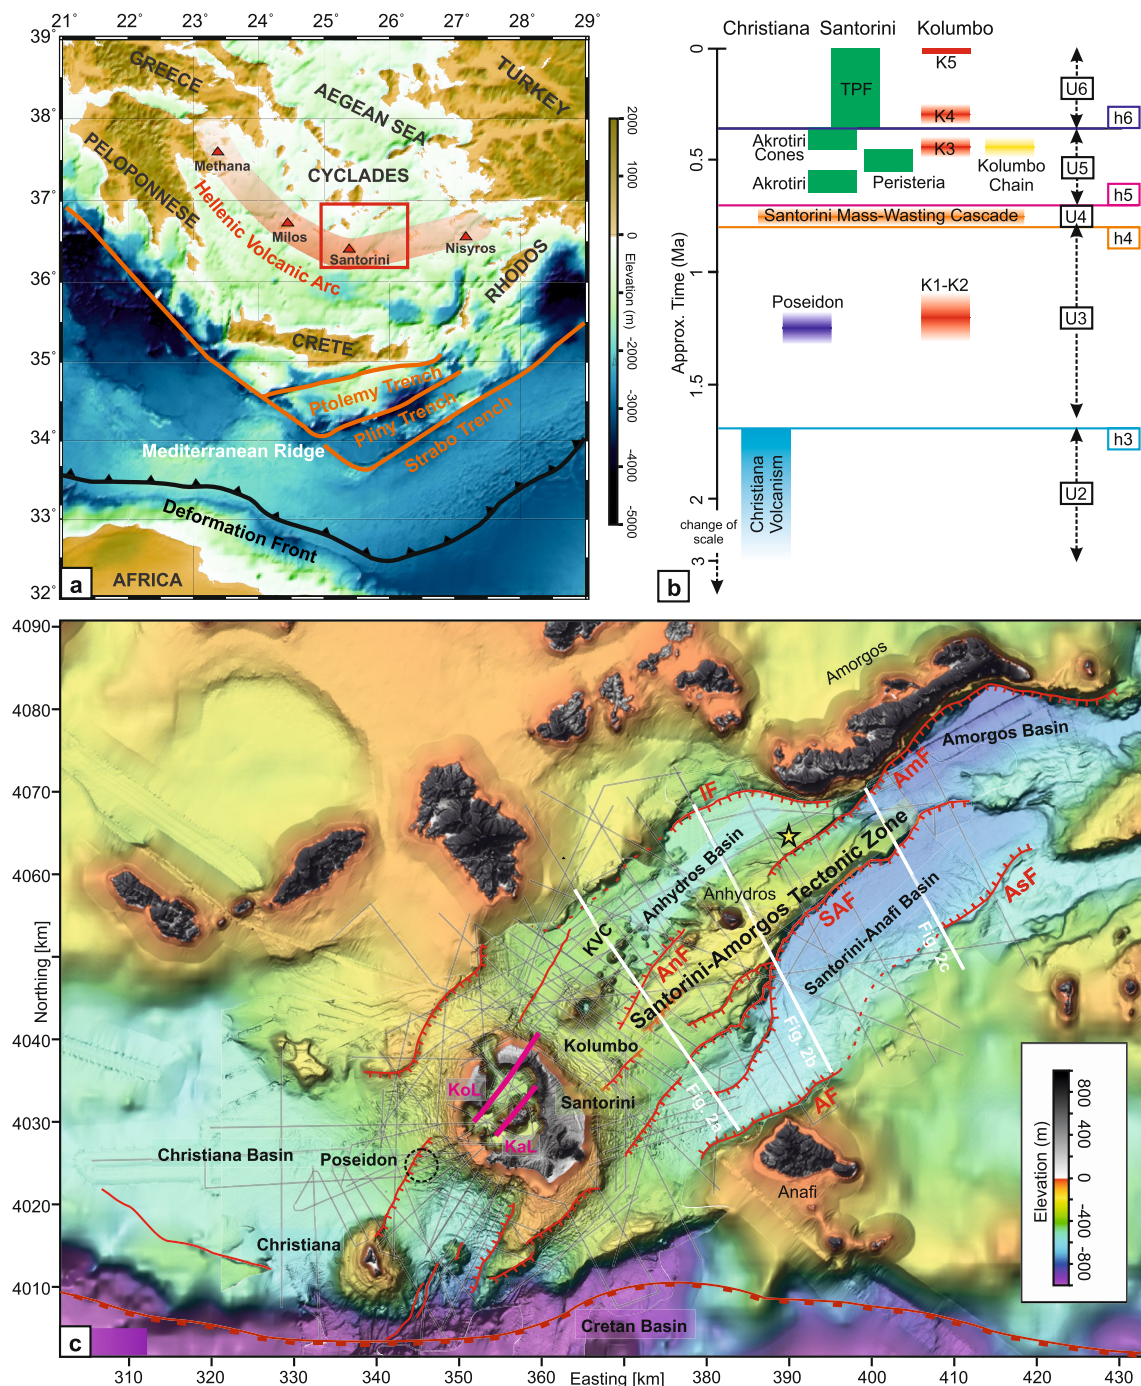 21° 22° 23° 24° 25° 26° 27° 28° 29°
39°
38°
37°
36°
35°
34°
33°
32°
GREECE
TURKEY
AEGEAN SEA
PELOPONNESE
Methana
CYCLADES
Hellenic Volcanic Arc
Milos
Santorini
Nisyros
RHODOS
CRETE
Ptolemy Trench
Pliny Trench
Strabo Trench
Mediterranean Ridge
Deformation Front
AFRICA
a
2000
1000
0
-2000
-3000
-4000
-5000
Elevation (m)
Christiana Santorini Kolumbo
0
0.5
1
1.5
2
3
Approx. Time (Ma)
change of
scale
TPF
K5
K4
U6
h6
Akrotiri
Cones
K3
Kolumbo
Chain
Akrotiri
Peristeria
U5
h5
Santorini Mass-Wasting Cascade
U4
h4
Poseidon
K1-K2
U3
h3
Christiana
Volcanism
U2
b
4090
4080
4070
4060
4050
4040
4030
4020
4010
Northing [km]
Amorgos
Amorgos Basin
AmF
IF
Anhydros Basin
Anhydros
Santorini-Amorgos Tectonic Zone
SAF
AsF
KVC
AnF
Santorini-Anafi Basin
Fig. 2c
Fig. 2b
Fig. 2a
Kolumbo
KoL
Santorini
KaL
AF
Christiana Basin
Poseidon
Anafi
Christiana
Cretan Basin
c
800
400
0
-400
-800
Elevation (m)
310 320 330 340 350 360 370 380 390 400 410 420 430
Easting [km]